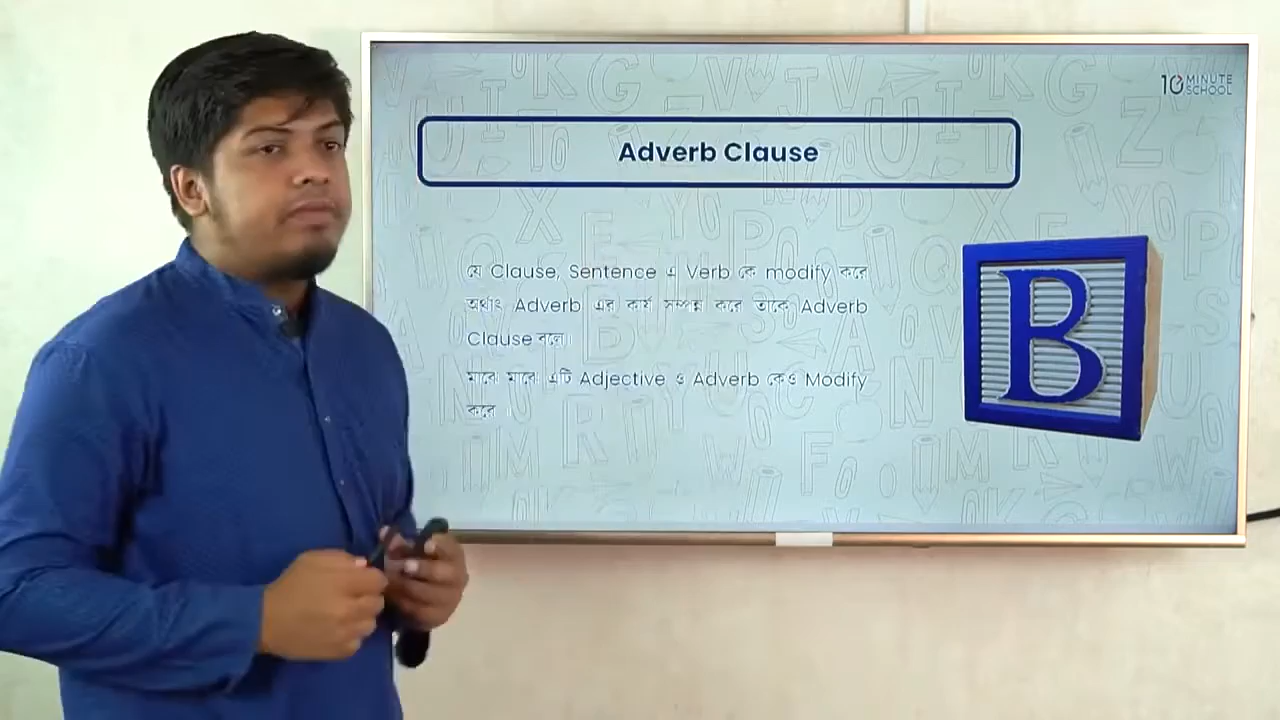 10 MINUTE
SCHOOL
Adverb Clause
যে Clause, Sentence এ Verb কে modify করে
অর্থাৎ Adverb এর কার্য সম্পন্ন করে তাকে Adverb
Clause বলে।
মাঝে মাঝে এটি Adjective ও Adverb কেও Modify
করে ।
B